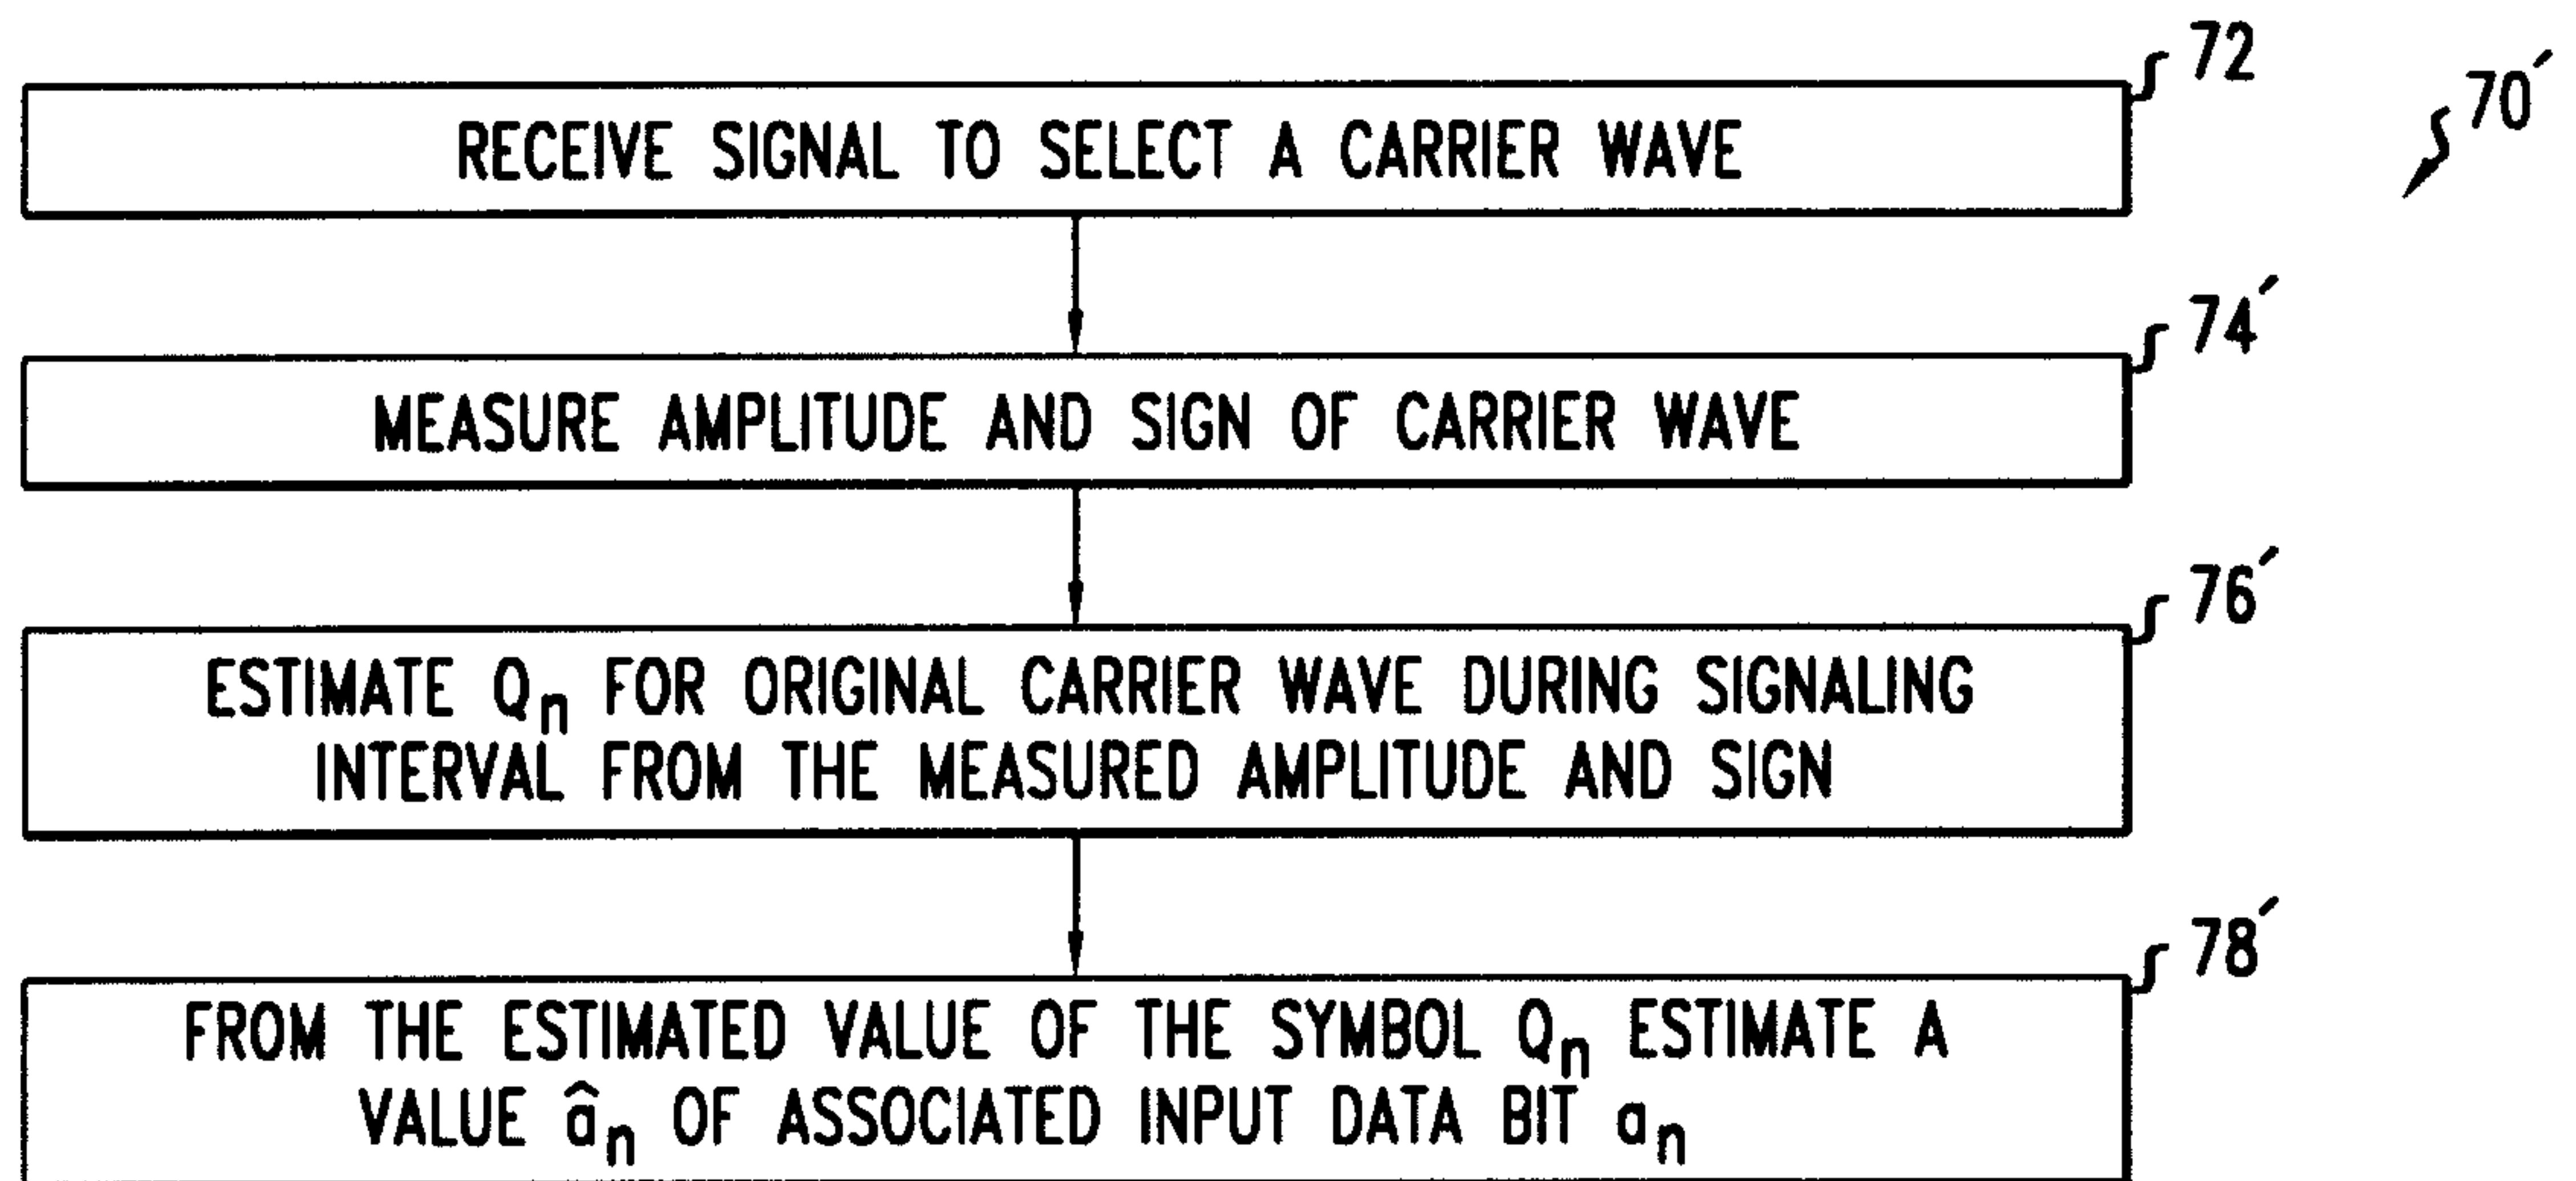 72
70′
RECEIVE SIGNAL TO SELECT A CARRIER WAVE
74′
MEASURE AMPLITUDE AND SIGN OF CARRIER WAVE
76′
ESTIMATE Qn FOR ORIGINAL CARRIER WAVE DURING SIGNALING
INTERVAL FROM THE MEASURED AMPLITUDE AND SIGN
78′
FROM THE ESTIMATED VALUE OF THE SYMBOL Qn ESTIMATE A
VALUE ân OF ASSOCIATED INPUT DATA BIT an